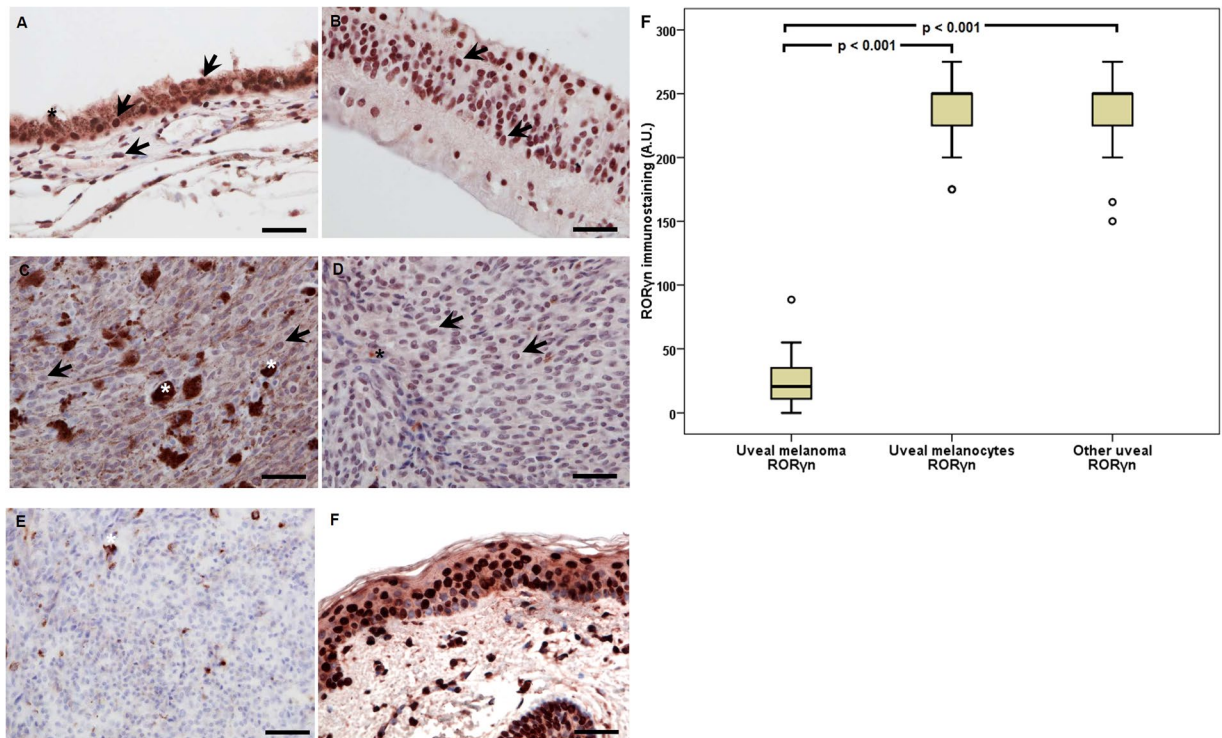 A
*
B
C
*
*
D
*
E
*
F
F
p < 0.001
p < 0.001
RORγn immunostaining (A.U.)
300
250
200
150
100
50
0
Uveal melanoma
RORγn
Uveal melanocytes
RORγn
Other uveal
RORγn